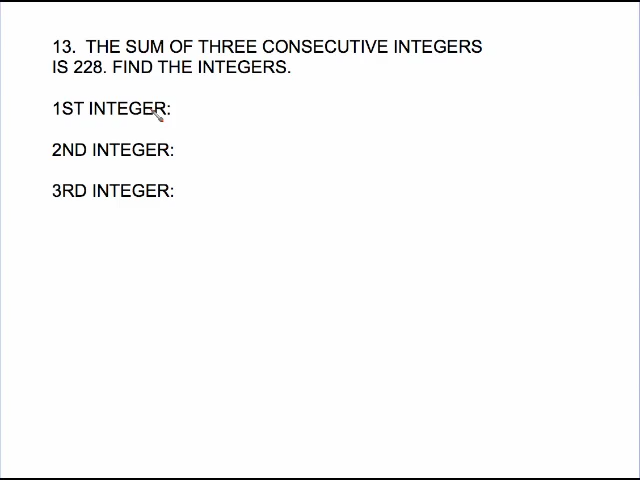 13.  THE SUM OF THREE CONSECUTIVE INTEGERS
IS 228. FIND THE INTEGERS.
1ST INTEGER:
2ND INTEGER:
3RD INTEGER: